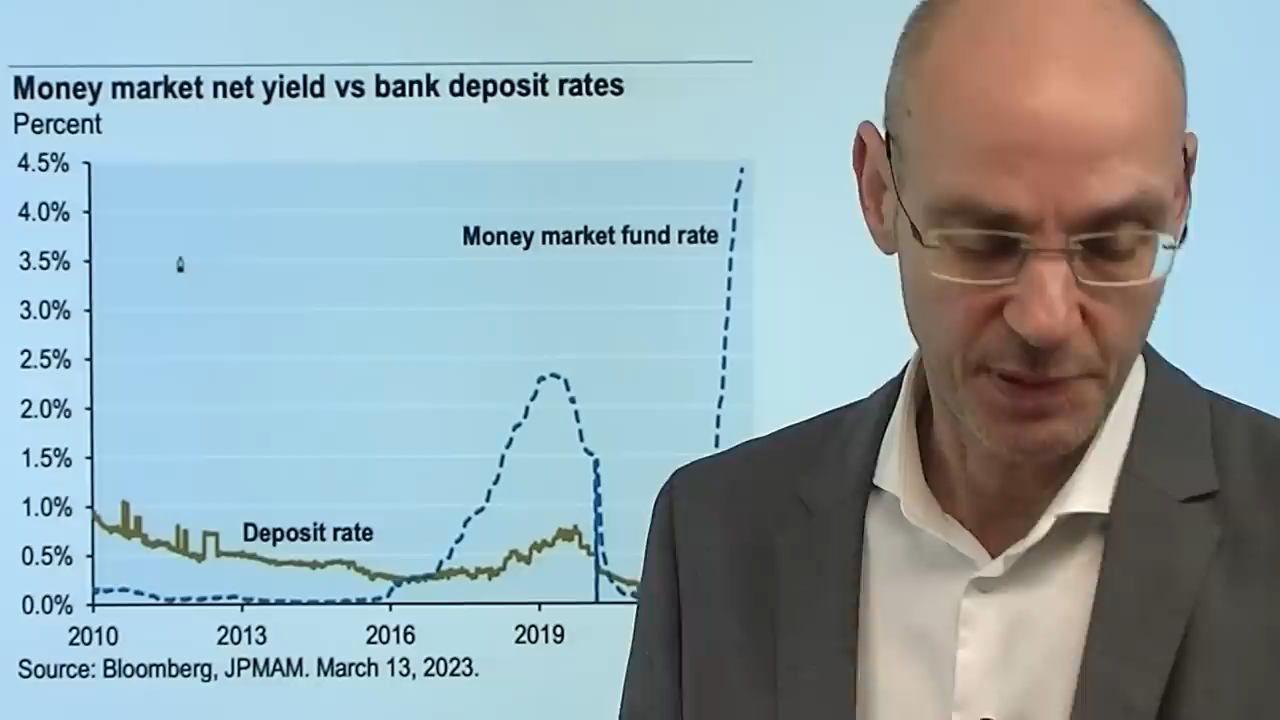 Money market net yield vs bank deposit rates
Percent
4.5%
4.0%
Money market fund rate
3.5%
3.0%
2.5%
2.0%
1.5%
1.0%
Deposit rate
0.5%
0.0%
2010 2013 2016 2019
Source: Bloomberg, JPMAM. March 13, 2023.